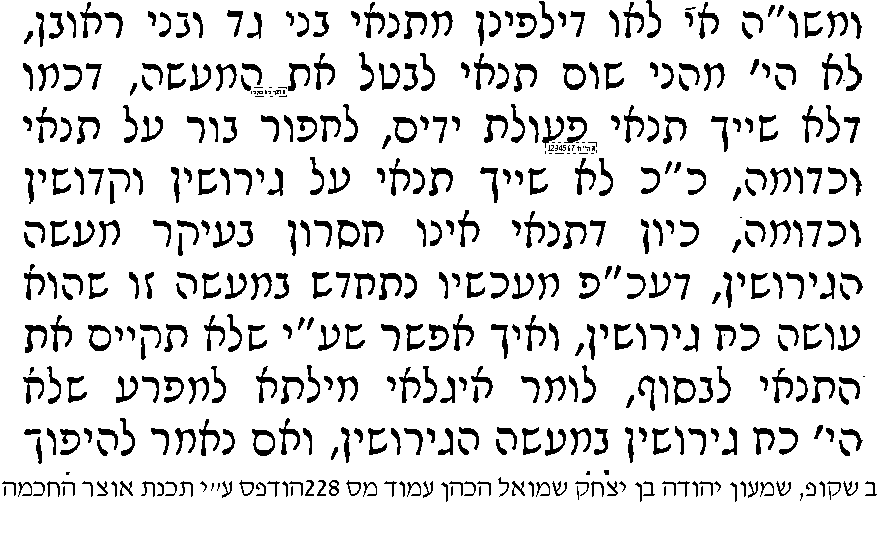 ומשו״ה אי לאו דילפינן מתנאי בני גד ובני ראובן,
לא הי׳ מהני שום תנאי לבטל את המעשה, דכמו
דלא שייך תנאי פעולת ידים, לחפור בור על תנאי
וכדומה, כ״כ לא שייך תנאי על גירושין וקדושין
וכדומה, כיון דתנאי אינו חסרון בעיקר מעשה
הגירושין, דעכ״פ מעכשיו נתחדש במעשה זו שהוא
עושה כח גירושין, ואיך אפשר שע״י שלא תקיים את
התנאי לבסוף, לומר איגלאי מילתא למפרע שלא
הי׳ כח גירושין במעשה הגירושין, ואם נאמר להיפוך
ב שקופ, שמעון יהודה בן יצחק שמואל הכהן עמוד מס 228הודפס ע״י תכנת אוצר החכמה